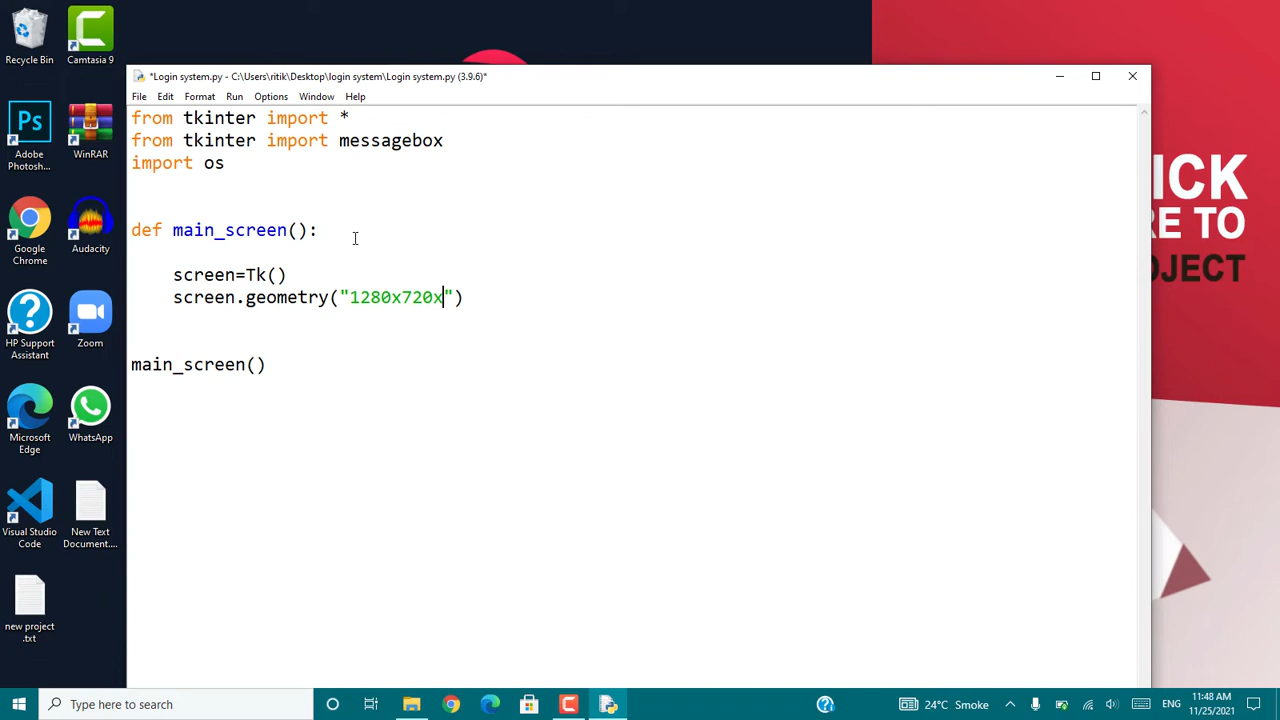 Recycle Bin
Camtasia 9
Adobe
Photosh...
WinRAR
Google
Chrome
Audacity
HP Support
Assistant
Zoom
Microsoft
Edge
WhatsApp
Visual Studio
Code
New Text
Document....
new project
.txt
*Login system.py - C:\Users\ritik\Desktop\login system\Login system.py (3.9.6)*
File Edit Format Run Options Window Help
from tkinter import *
from tkinter import messagebox
import os
def main_screen():
screen=Tk()
screen.geometry("1280x720x")
main_screen()
ICK
RE TO
OJECT
Ps
Type here to search
24°C Smoke
ENG
11:48 AM
11/25/2021